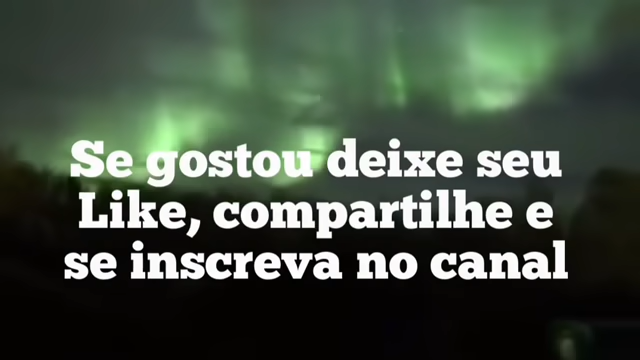 Se gostou deixe seu
Like, compartilhe e
se inscreva no canal